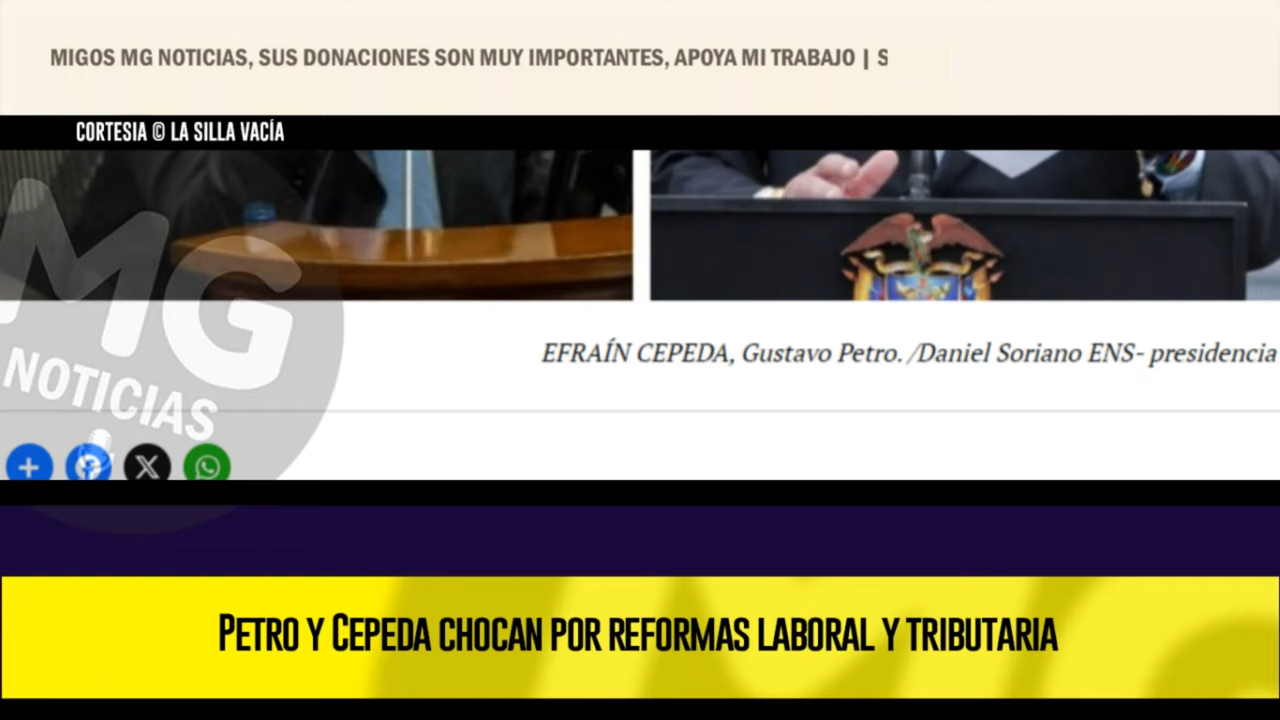 MIGOS MG NOTICIAS, SUS DONACIONES SON MUY IMPORTANTES, APOYA MI TRABAJO | S
CORTESIA © LA SILLA VACÍA
MG
NOTICIAS
EFRAÍN CEPEDA, Gustavo Petro. /Daniel Soriano ENS- presidencia
PETRO Y CEPEDA CHOCAN POR REFORMAS LABORAL Y TRIBUTARIA